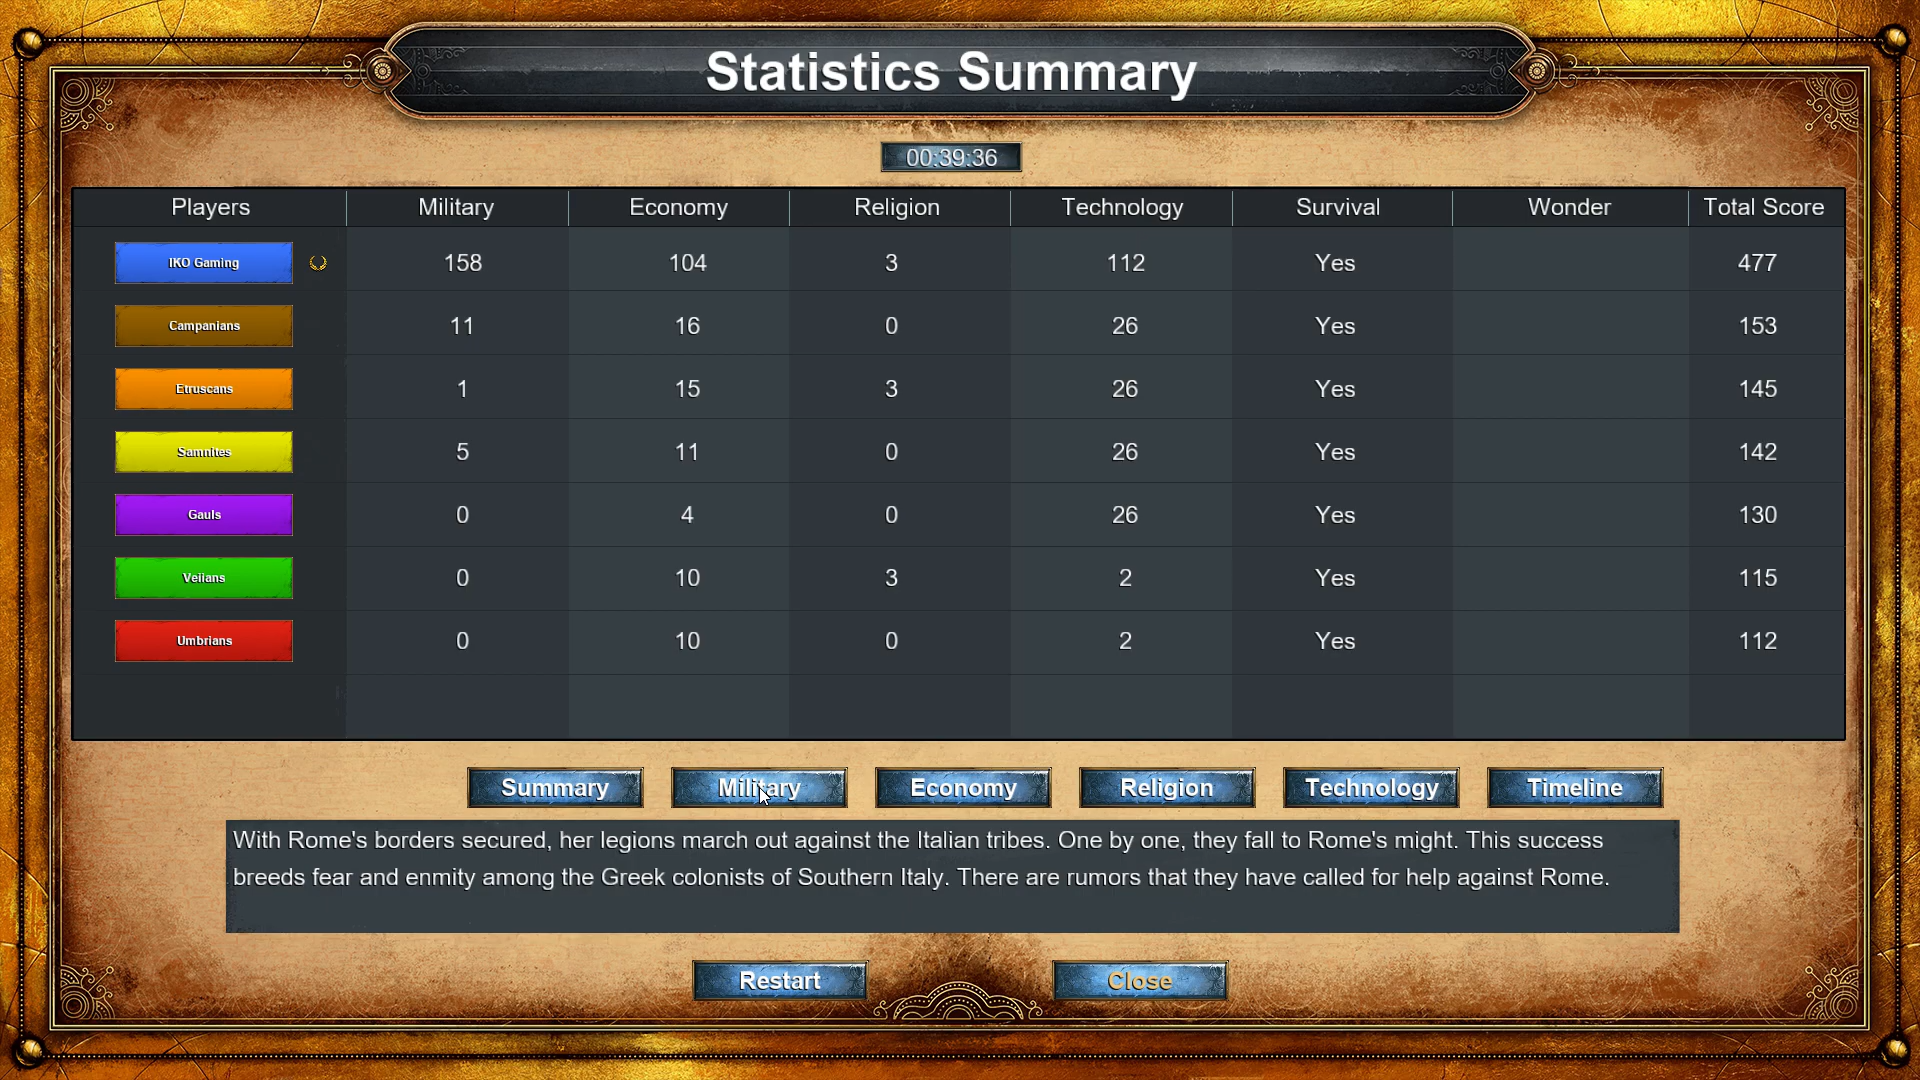 Statistics Summary
00:39:36
Players Military Economy Religion Technology Survival Wonder Total Score
IKO Gaming 158 104 3 112 Yes 477
Campanians 11 16 0 26 Yes 153
Etruscans 1 15 3 26 Yes 145
Samnites 5 11 0 26 Yes 142
Gauls 0 4 0 26 Yes 130
Veiians 0 10 3 2 Yes 115
Umbrians 0 10 0 2 Yes 112
Summary Military Economy Religion Technology Timeline
With Rome's borders secured, her legions march out against the Italian tribes. One by one, they fall to Rome's might. This success
breeds fear and enmity among the Greek colonists of Southern Italy. There are rumors that they have called for help against Rome.
Restart Close